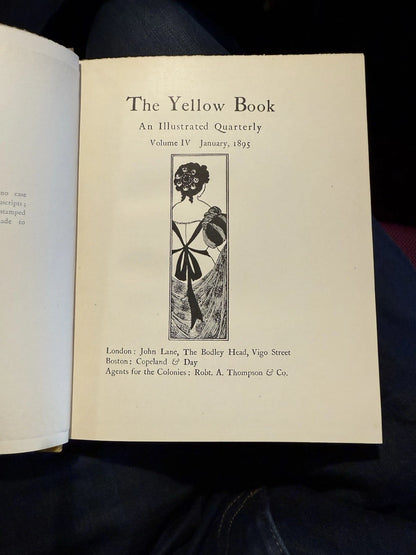 no case
uscripts;
stamped
ade to
The Yellow Book
An Illustrated Quarterly
Volume IV January, 1895
London: John Lane, The Bodley Head, Vigo Street
Boston: Copeland & Day
Agents for the Colonies: Robt. A. Thompson & Co.